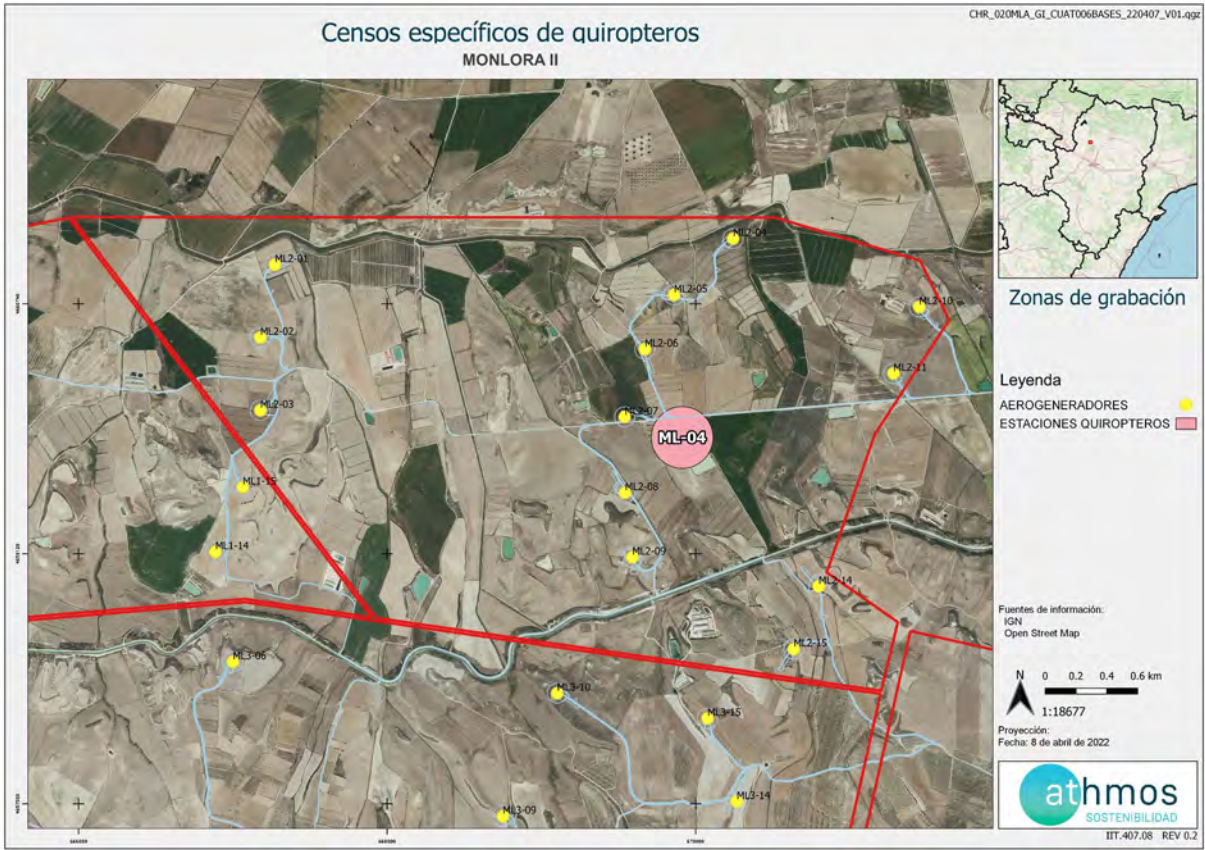 CHR_020MLA_GI_CUAT006BASES_220407_V01.qgz
Censos específicos de quiropteros
MONLORA II
ML2-04
ML2-01
ML2-05
ML2-10
ML2-02
ML2-06
ML2-11
ML2-03
ML2-07
ML-04
ML1-15
ML2-08
ML1-14
ML2-09
ML2-14
ML2-15
ML3-06
ML3-10
ML3-15
ML3-14
ML3-09
Zonas de grabación
Leyenda
AEROGENERADORES
ESTACIONES QUIROPTEROS
Fuentes de información:
IGN
Open Street Map
N
0 0.2 0.4 0.6 km
1:18677
Proyección:
Fecha: 8 de abril de 2022
athmos
SOSTENIBILIDAD
IIT.407.08 REV 0.2